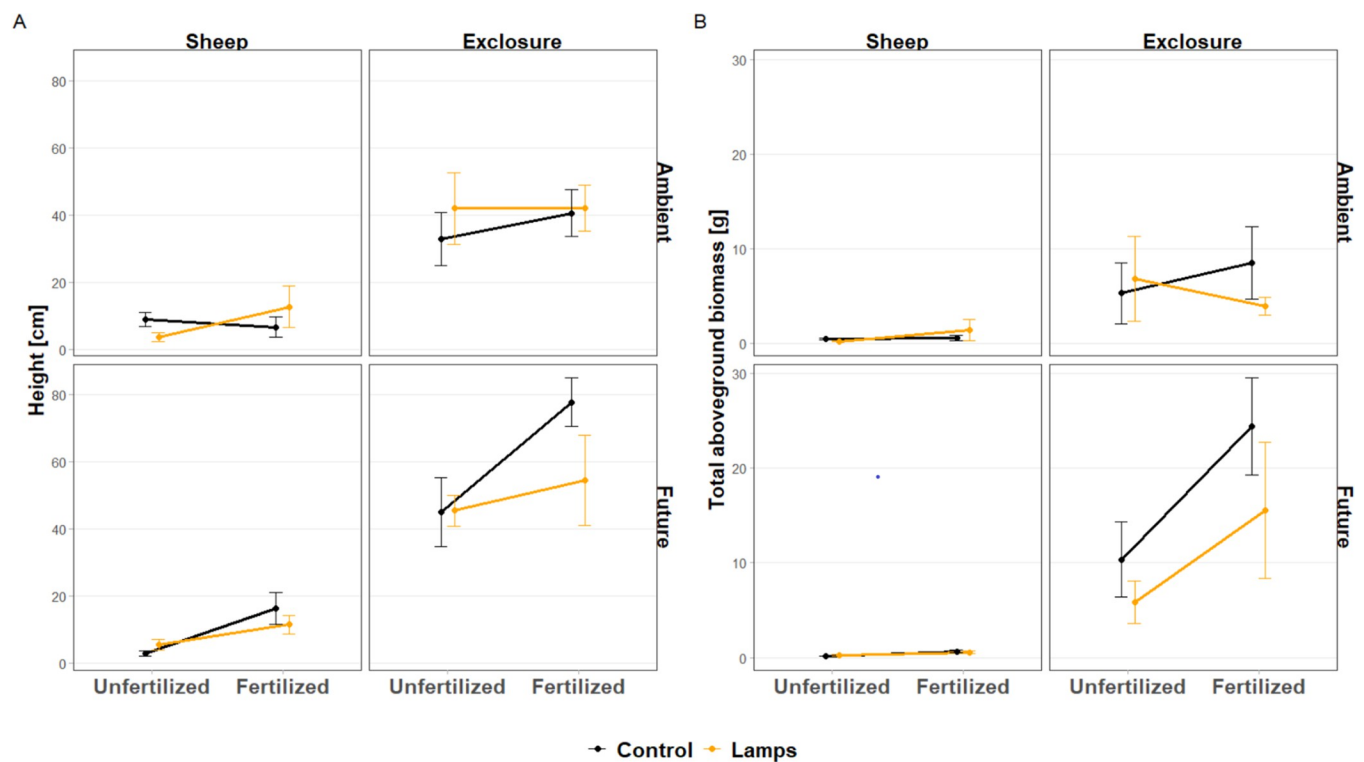 A
B
Sheep
Exclosure
Sheep
Exclosure
80
60
40
20
0
Ambient
30
20
10
0
Ambient
Height [cm]
Total aboveground biomass [g]
80
60
40
20
0
Future
30
20
10
0
Future
Unfertilized
Fertilized
Unfertilized
Fertilized
Unfertilized
Fertilized
Unfertilized
Fertilized
Control
Lamps